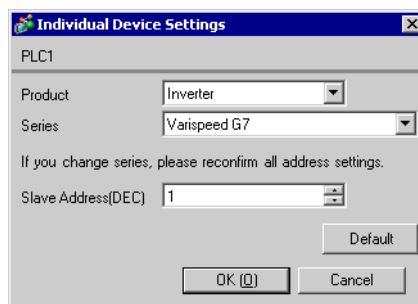 Individual Device Settings
PLC1
Product Inverter
Series Varispeed G7
If you change series, please reconfirm all address settings.
Slave Address(DEC) 1
Default
OK (O) Cancel